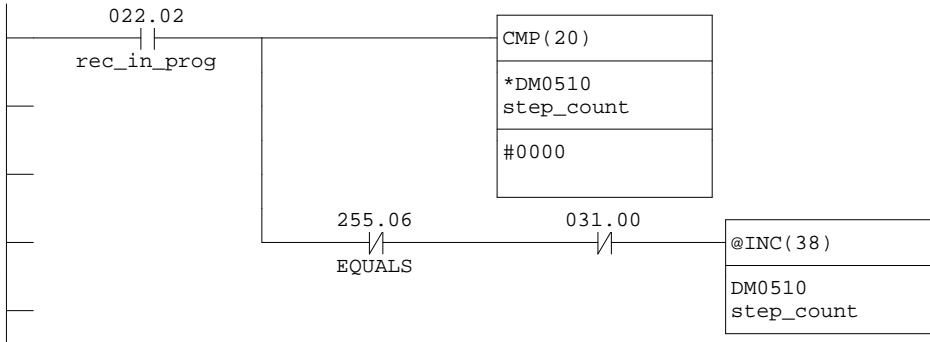 022.02
rec_in_prog
CMP(20)
*DM0510
step_count
#0000
255.06
EQUALS
031.00
@INC(38)
DM0510
step_count